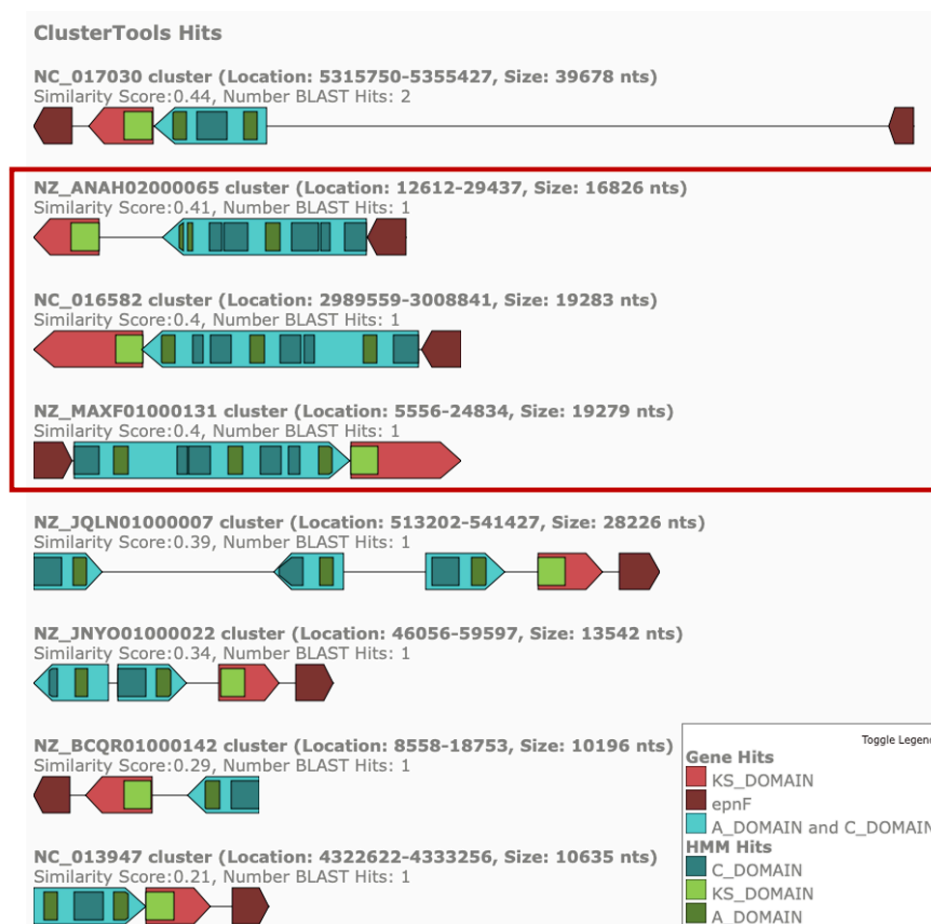 ClusterTools Hits
NC_017030 cluster (Location: 5315750-5355427, Size: 39678 nts)
Similarity Score:0.44, Number BLAST Hits: 2
NZ_ANAH02000065 cluster (Location: 12612-29437, Size: 16826 nts)
Similarity Score:0.41, Number BLAST Hits: 1
NC_016582 cluster (Location: 2989559-3008841, Size: 19283 nts)
Similarity Score:0.4, Number BLAST Hits: 1
NZ_MAXF01000131 cluster (Location: 5556-24834, Size: 19279 nts)
Similarity Score:0.4, Number BLAST Hits: 1
NZ_JQLN01000007 cluster (Location: 513202-541427, Size: 28226 nts)
Similarity Score:0.39, Number BLAST Hits: 1
NZ_JNYO01000022 cluster (Location: 46056-59597, Size: 13542 nts)
Similarity Score:0.34, Number BLAST Hits: 1
NZ_BCQR01000142 cluster (Location: 8558-18753, Size: 10196 nts)
Similarity Score:0.29, Number BLAST Hits: 1
NC_013947 cluster (Location: 4322622-4333256, Size: 10635 nts)
Similarity Score:0.21, Number BLAST Hits: 1
Toggle Legend
Gene Hits
KS_DOMAIN
epnF
A_DOMAIN and C_DOMAIN
HMM Hits
C_DOMAIN
KS_DOMAIN
A_DOMAIN